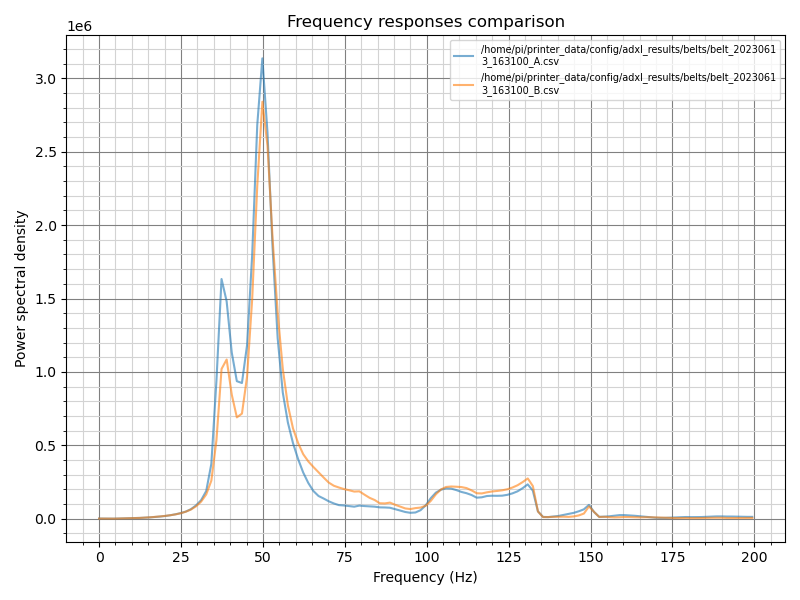 Frequency responses comparison
1e6
/home/pi/printer_data/config/adxl_results/belts/belt_2023061
3_163100_A.csv
/home/pi/printer_data/config/adxl_results/belts/belt_2023061
3_163100_B.csv
3.0
2.5
2.0
1.5
1.0
0.5
0.0
Power spectral density
0 25 50 75 100 125 150 175 200
Frequency (Hz)